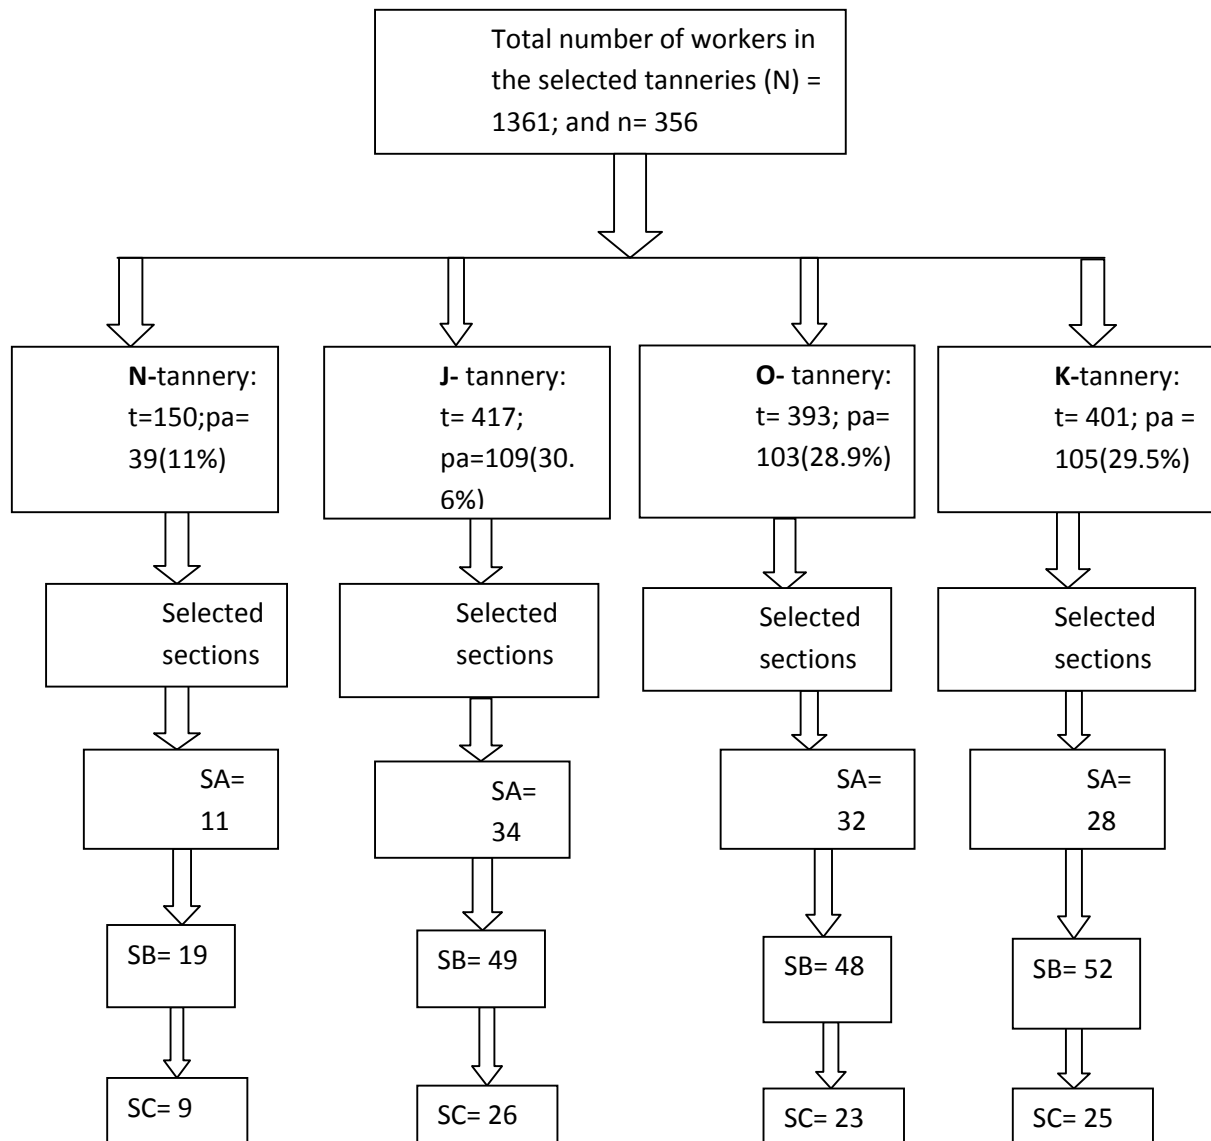 Total number of workers in
the selected tanneries (N) =
1361; and n= 356
N-tannery:
t=150;pa=
39(11%)
J- tannery:
t= 417;
pa=109(30.
6%)
O- tannery:
t= 393; pa=
103(28.9%)
K-tannery:
t= 401; pa =
105(29.5%)
Selected
sections
Selected
sections
Selected
sections
Selected
sections
SA=
11
SA=
34
SA=
32
SA=
28
SB= 19
SB= 49
SB= 48
SB= 52
SC= 9
SC= 26
SC= 23
SC= 25